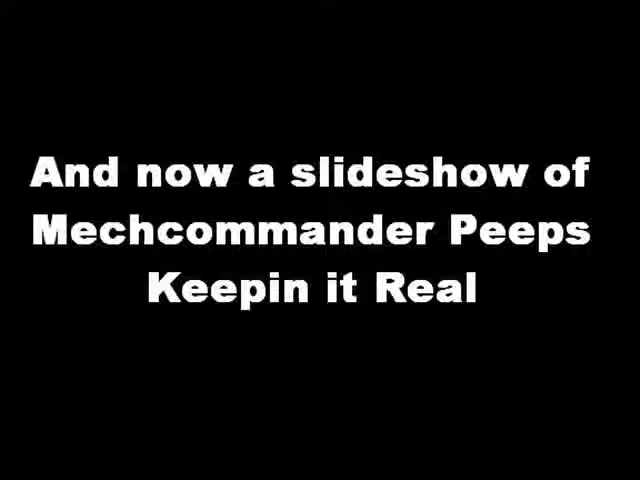 And now a slideshow of
Mechcommander Peeps
Keepin it Real